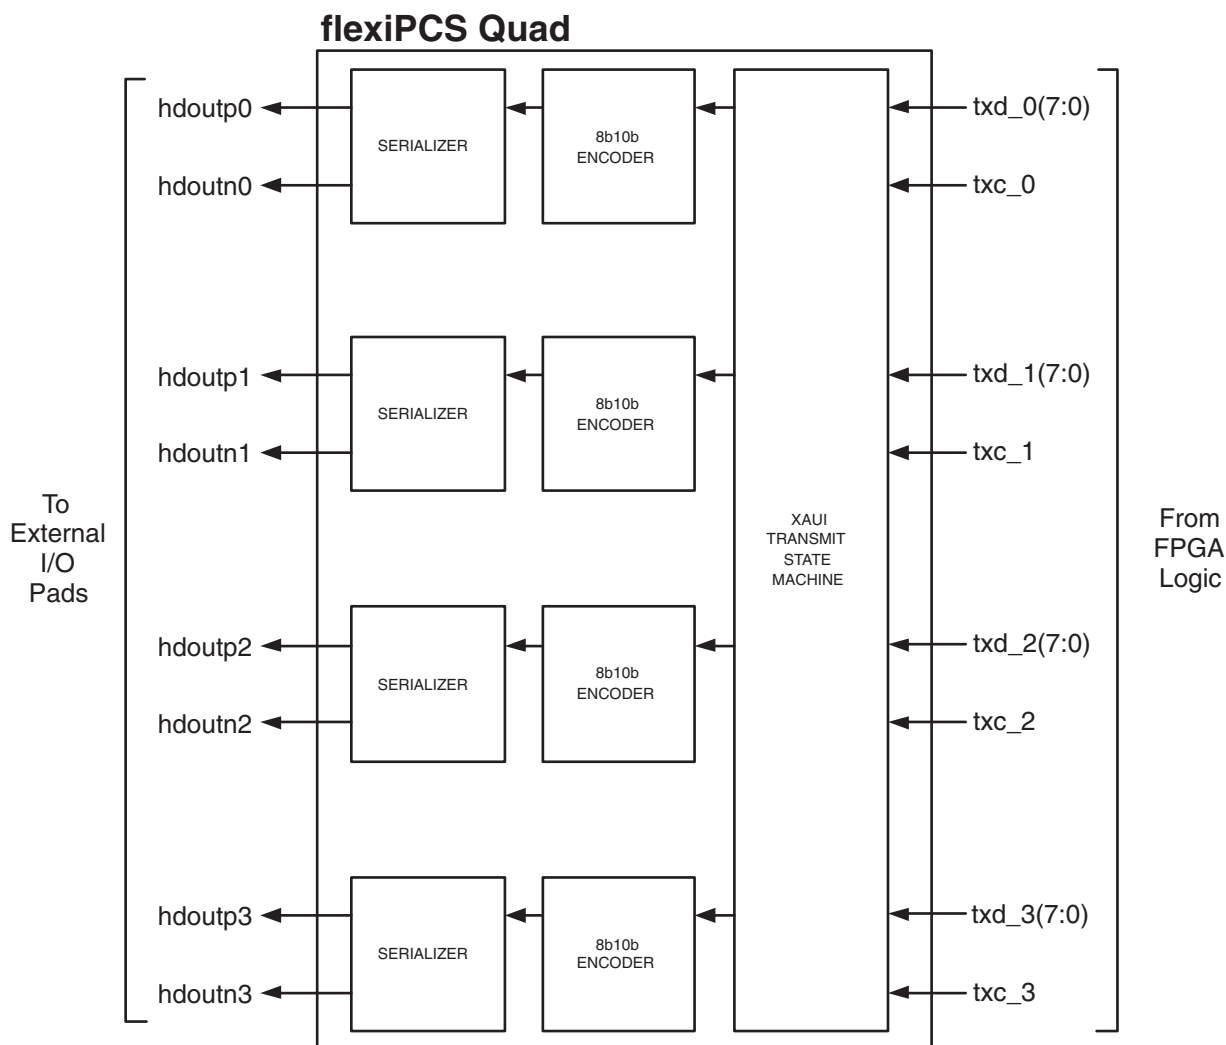 flexiPCS Quad
hdoutp0
SERIALIZER
8b10b
ENCODER
txd_0(7:0)
hdoutn0
txc_0
hdoutp1
SERIALIZER
8b10b
ENCODER
txd_1(7:0)
hdoutn1
txc_1
To
External
I/O
Pads
XAUI
TRANSMIT
STATE
MACHINE
From
FPGA
Logic
hdoutp2
SERIALIZER
8b10b
ENCODER
txd_2(7:0)
hdoutn2
txc_2
hdoutp3
SERIALIZER
8b10b
ENCODER
txd_3(7:0)
hdoutn3
txc_3